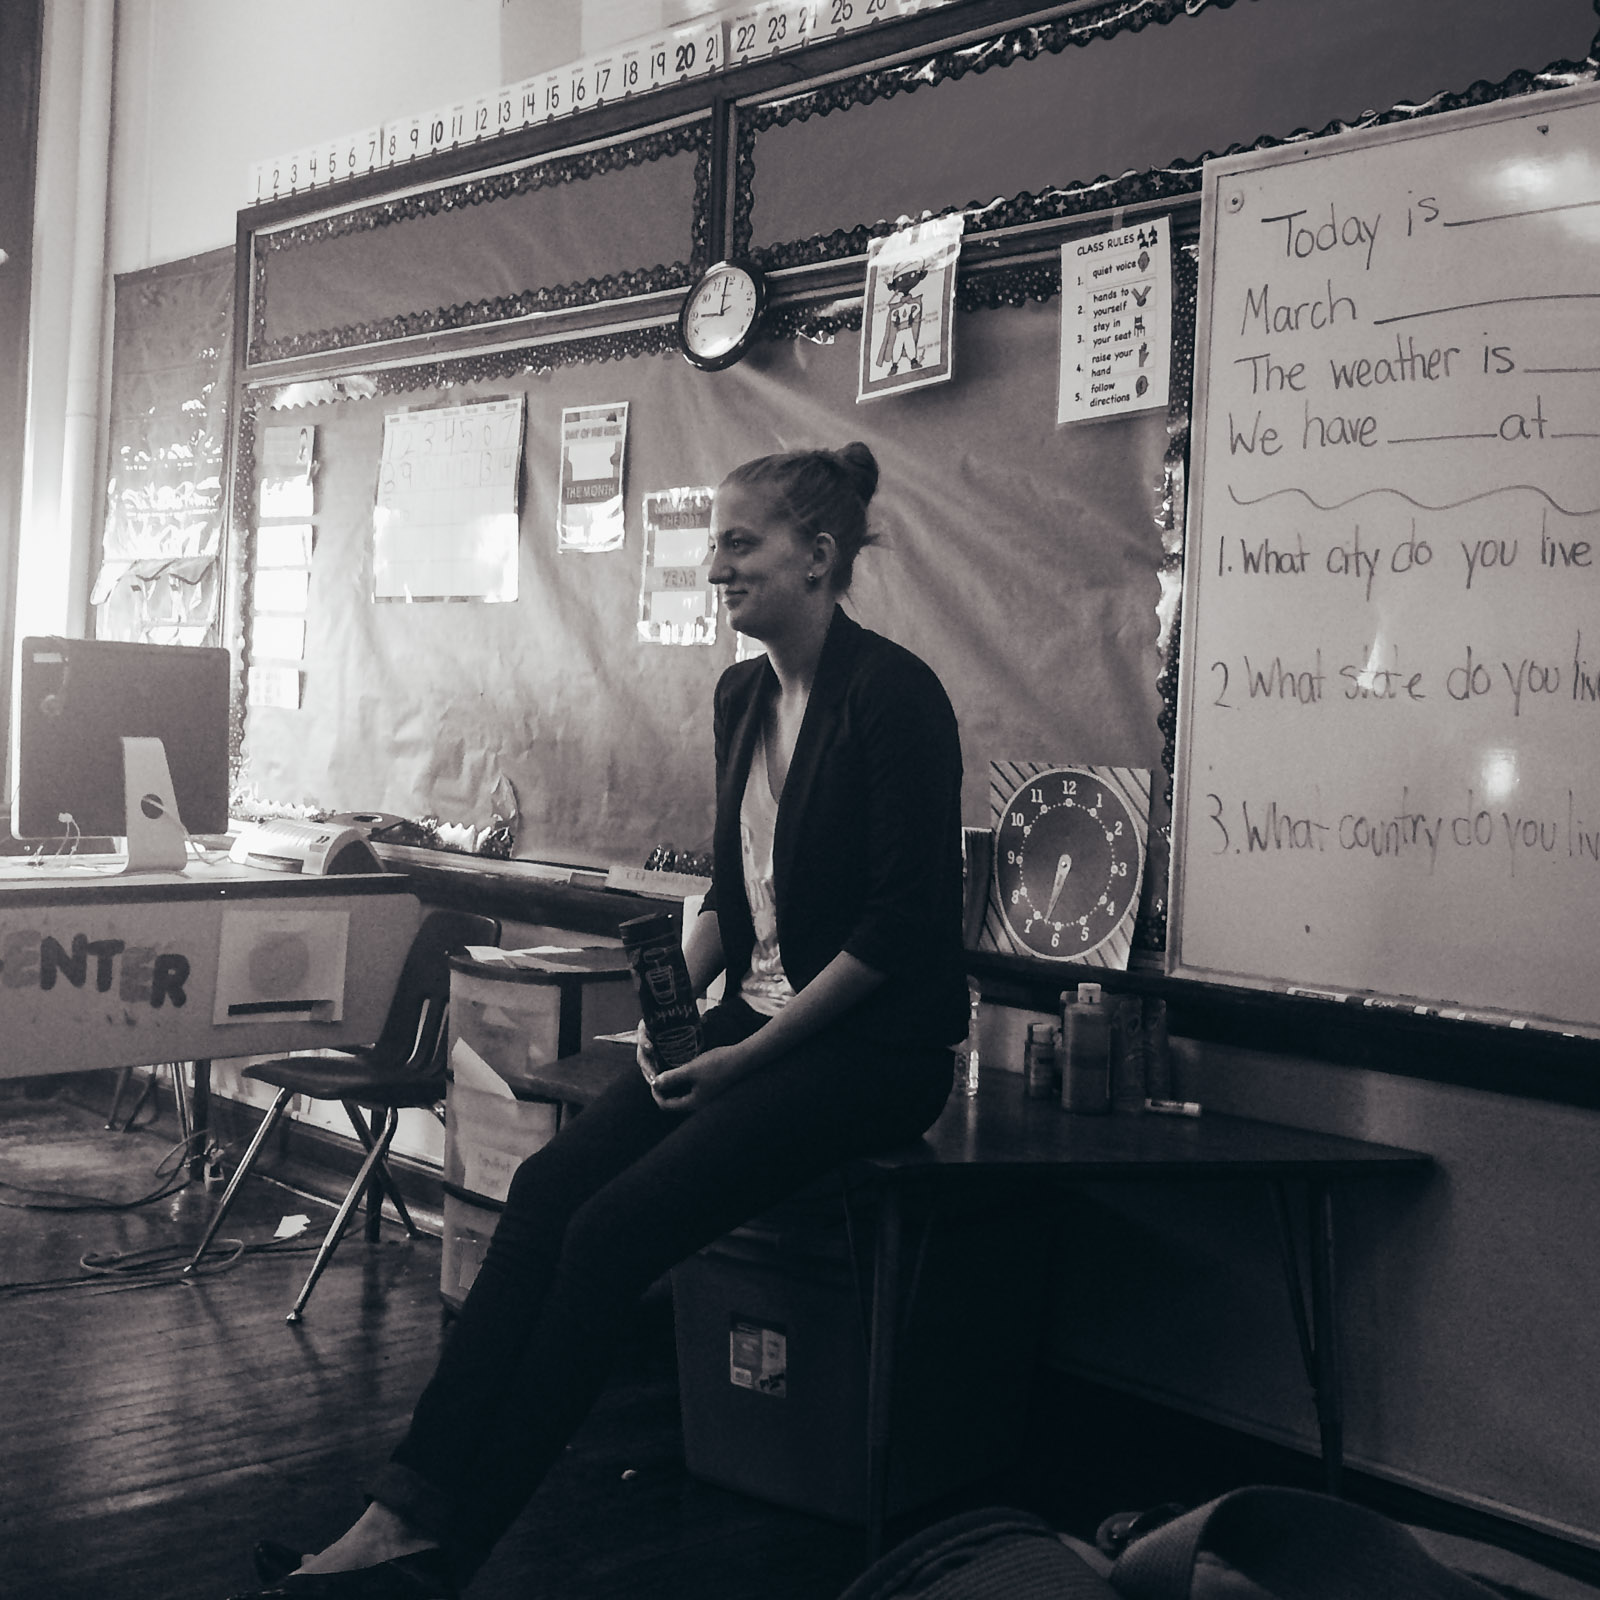 1 2 3 4 5 6 7 8 9 10 11 12 13 14 15 16 17 18 19 20 21 22 23 24 25 26
CLASS RULES
1. quiet voice
2. hands to
yourself
3. stay in
your seat
4. raise your
hand
5. follow
directions
Today is
March
The weather is
We have at
1. What city do you live
2. What state do you liv
3. What country do you liv
1 2 3 4 5 6 7
8 9 10 11 12 13 14
DAY OF THE WEEK
THE MONTH
YEAR
ENTER
12 1 2 3 4 5 6 7 8 9 10 11